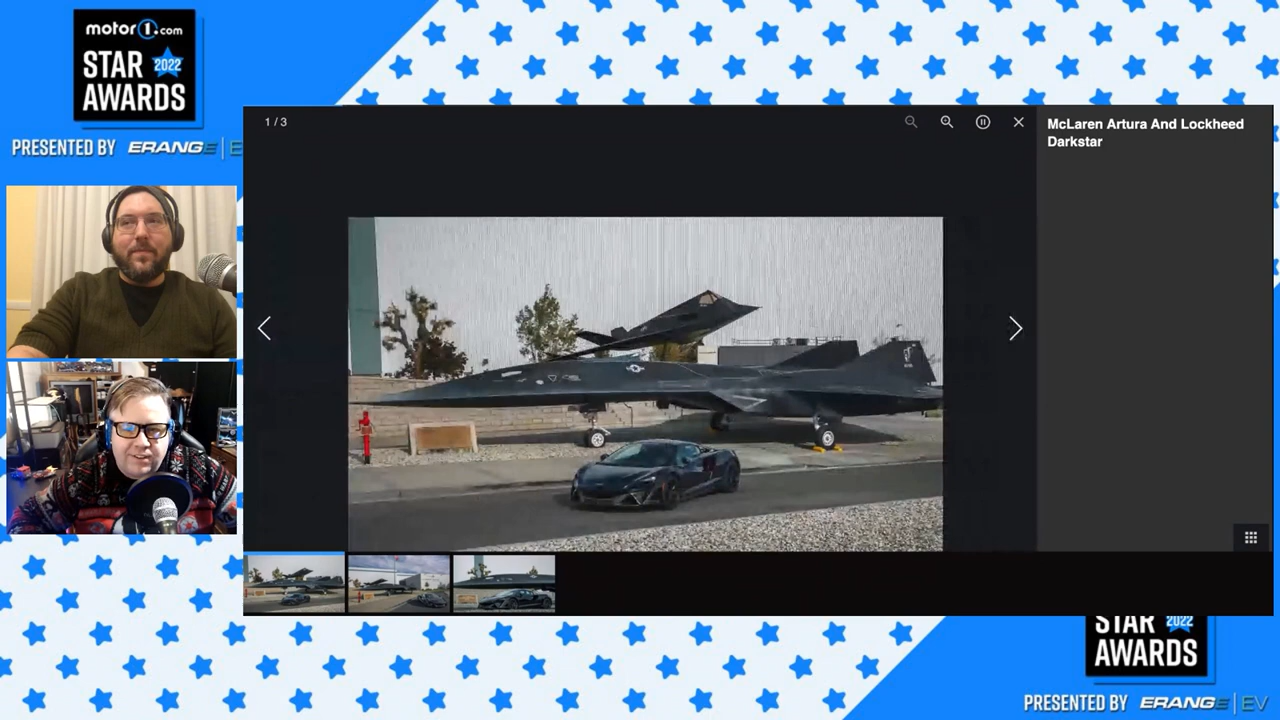 motor1.com
STAR 2022
AWARDS
PRESENTED BY ERANGE | E
1 / 3
McLaren Artura And Lockheed
Darkstar
STAR 2022
AWARDS
PRESENTED BY ERANGE | EV